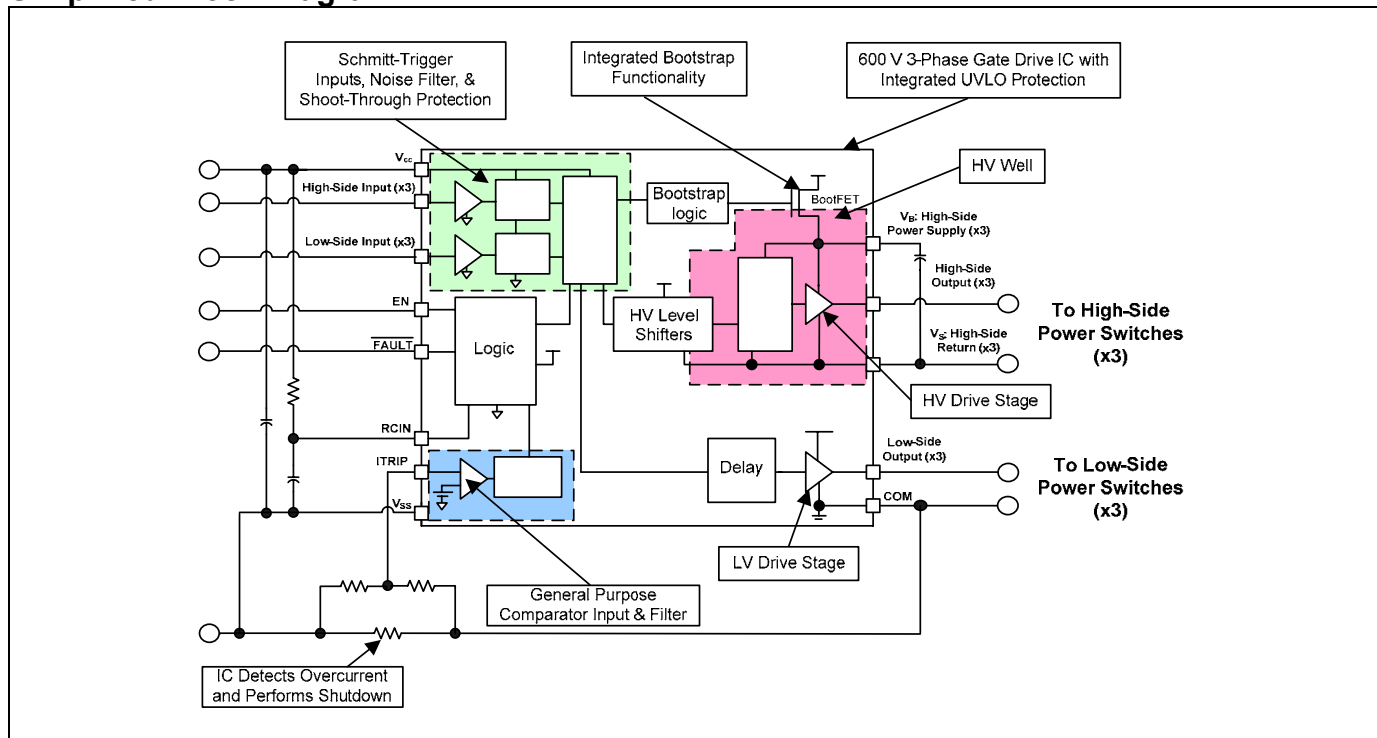 Schmitt-Trigger
Inputs, Noise Filter, &
Shoot-Through Protection
Integrated Bootstrap
Functionality
600 V 3-Phase Gate Drive IC with
Integrated UVLO Protection
HV Well
Vcc
High-Side Input (x3)
Low-Side Input (x3)
EN
FAULT
RCIN
ITRIP
VSS
Bootstrap
logic
BootFET
VB: High-Side
Power Supply (x3)
High-Side
Output (x3)
VS: High-Side
Return (x3)
To High-Side
Power Switches
(x3)
HV Level
Shifters
Logic
HV Drive Stage
Delay
Low-Side
Output (x3)
COM
To Low-Side
Power Switches
(x3)
LV Drive Stage
General Purpose
Comparator Input & Filter
IC Detects Overcurrent
and Performs Shutdown